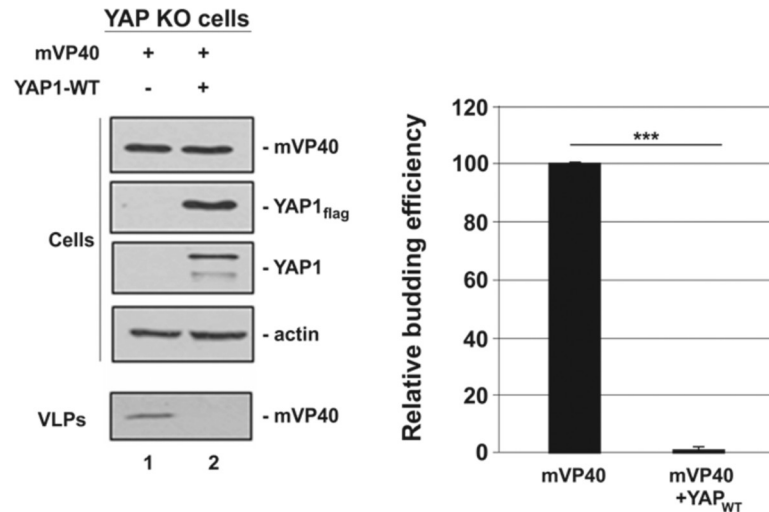 YAP KO cells
mVP40 + +
YAP1-WT - +
Cells
- mVP40
- YAP1flag
- YAP1
- actin
VLPs
- mVP40
1 2
Relative budding efficiency
120
100
80
60
40
20
0
***
mVP40
mVP40
+YAPWT